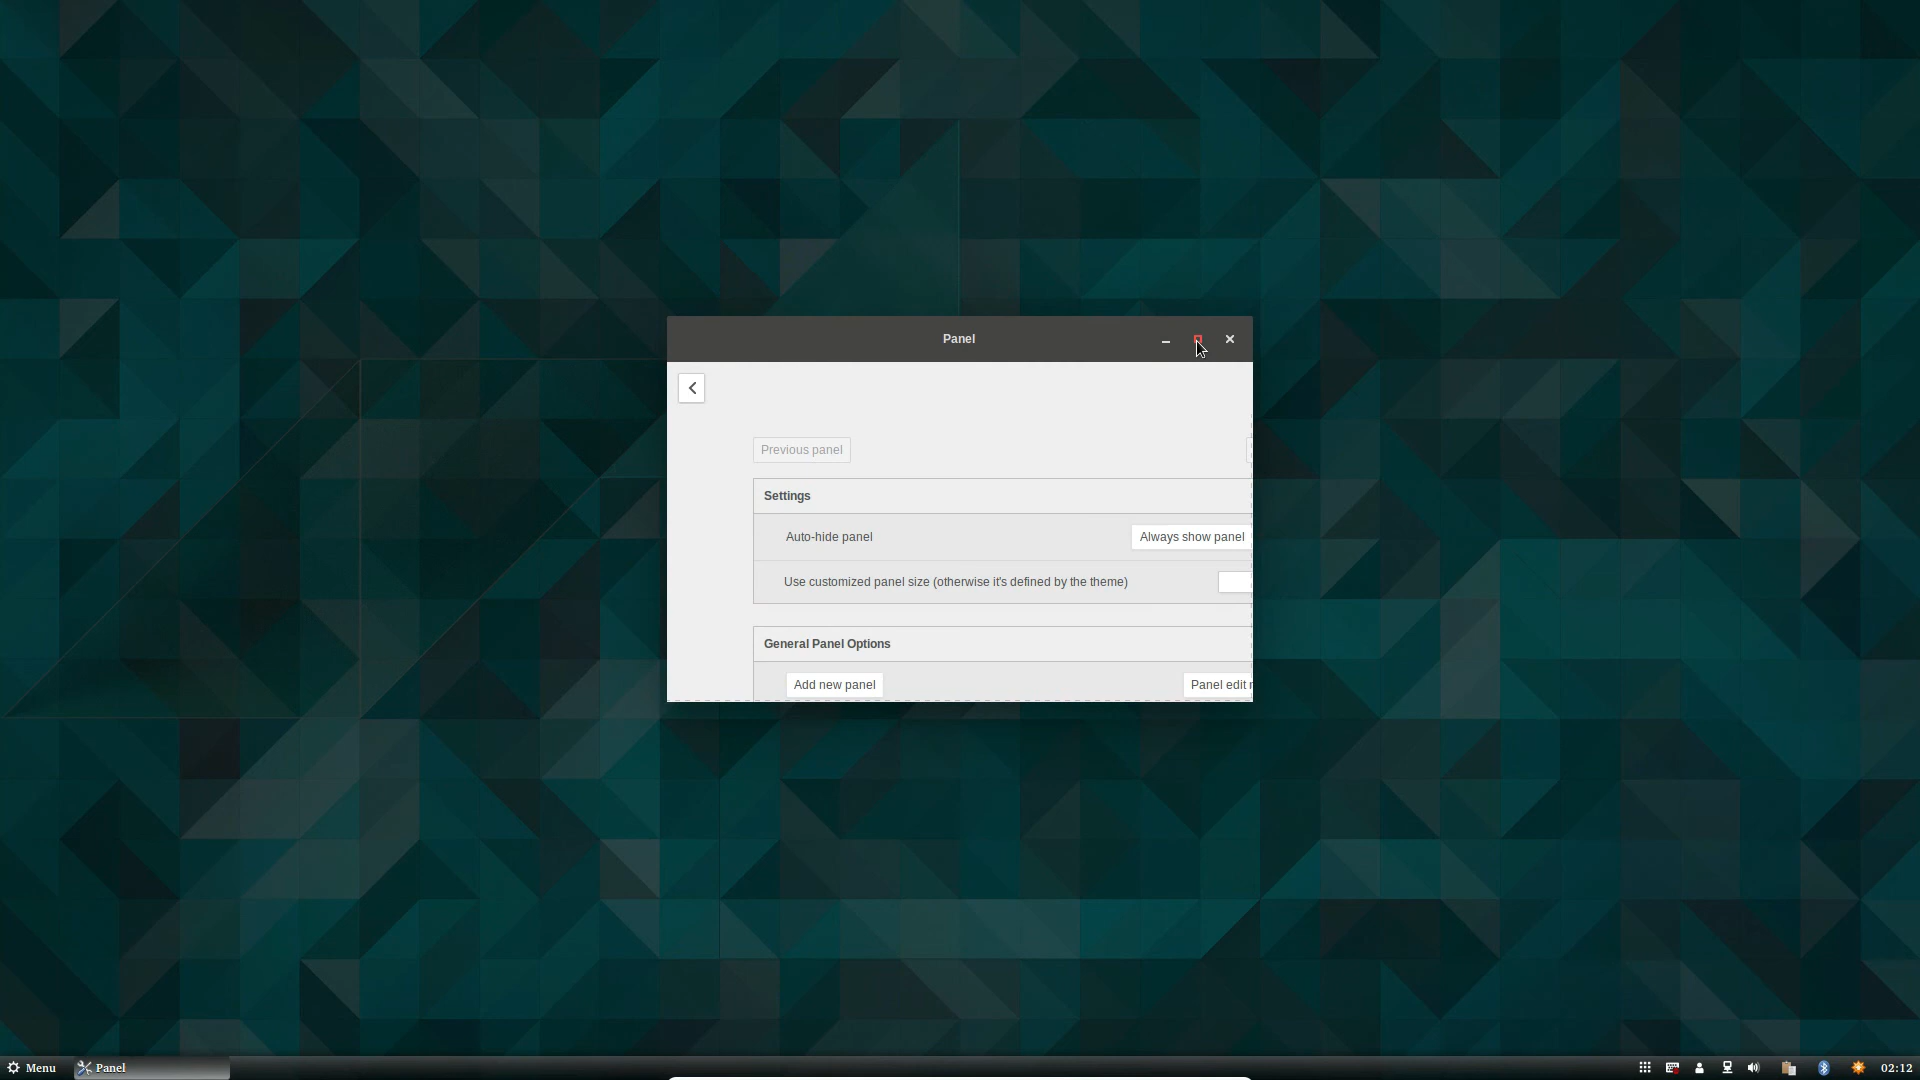 Panel
Previous panel
Settings
Auto-hide panel
Always show panel
Use customized panel size (otherwise it's defined by the theme)
General Panel Options
Add new panel
Panel edit
Menu
Panel
02:12